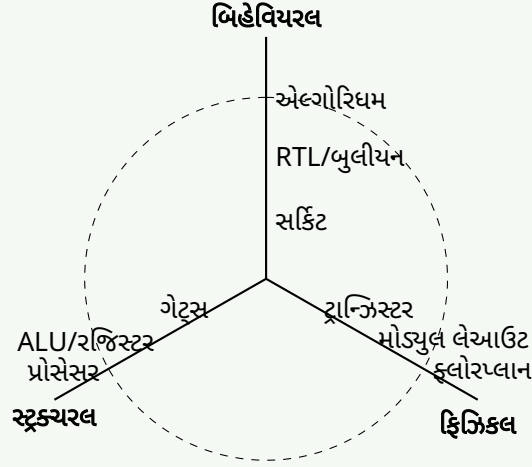 બિહેવિયરલ
એલ્ગોરિધમ
RTL/બુલીયન
સર્કિટ
ગેટ્સ
ટ્રાન્ઝિસ્ટર
ALU/રજિસ્ટર
મોડ્યુલ લેઆઉટ
પ્રોસેસર
ફ્લોરપ્લાન
સ્ટ્રક્ચરલ
ફિઝિકલ